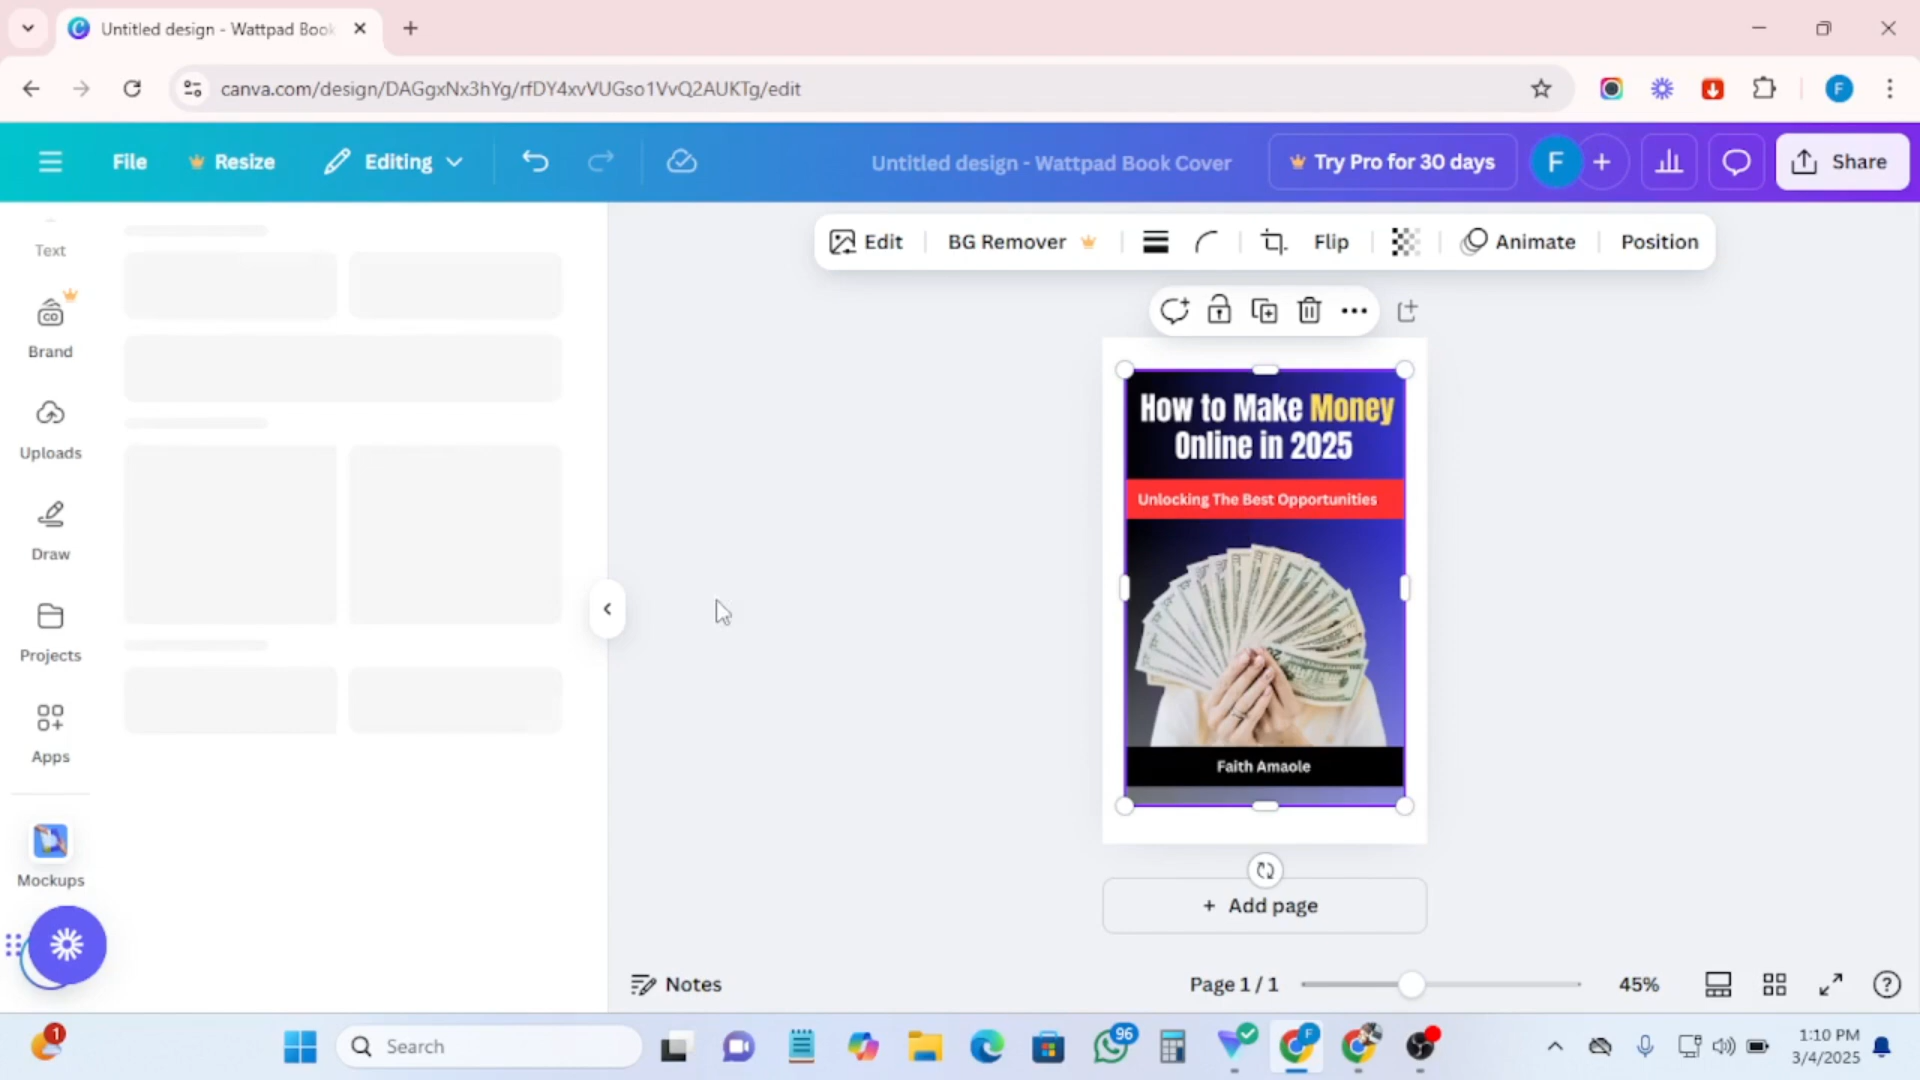 Untitled design - Wattpad Book
canva.com/design/DAGgxNx3hYg/rfDY4xvVUGso1VvQ2AUKTg/edit
File
Resize
Editing
Untitled design - Wattpad Book Cover
Try Pro for 30 days
F
Share
Text
Brand
Uploads
Draw
Projects
Apps
Mockups
Edit
BG Remover
Flip
Animate
Position
How to Make Money
Online in 2025
Unlocking The Best Opportunities
Faith Amaole
+ Add page
Notes
Page 1 / 1
45%
1
Search
96
1:10 PM
3/4/2025